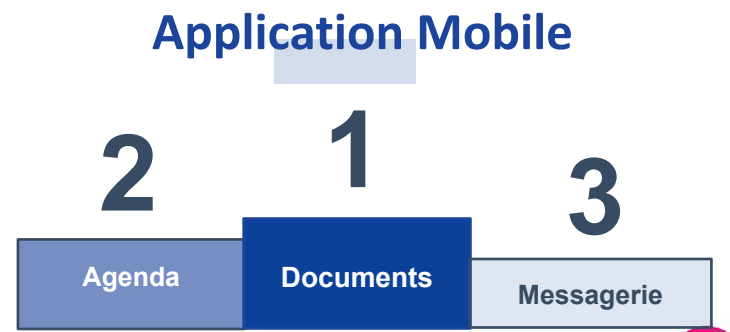 Application Mobile
2
1
3
Agenda
Documents
Messagerie